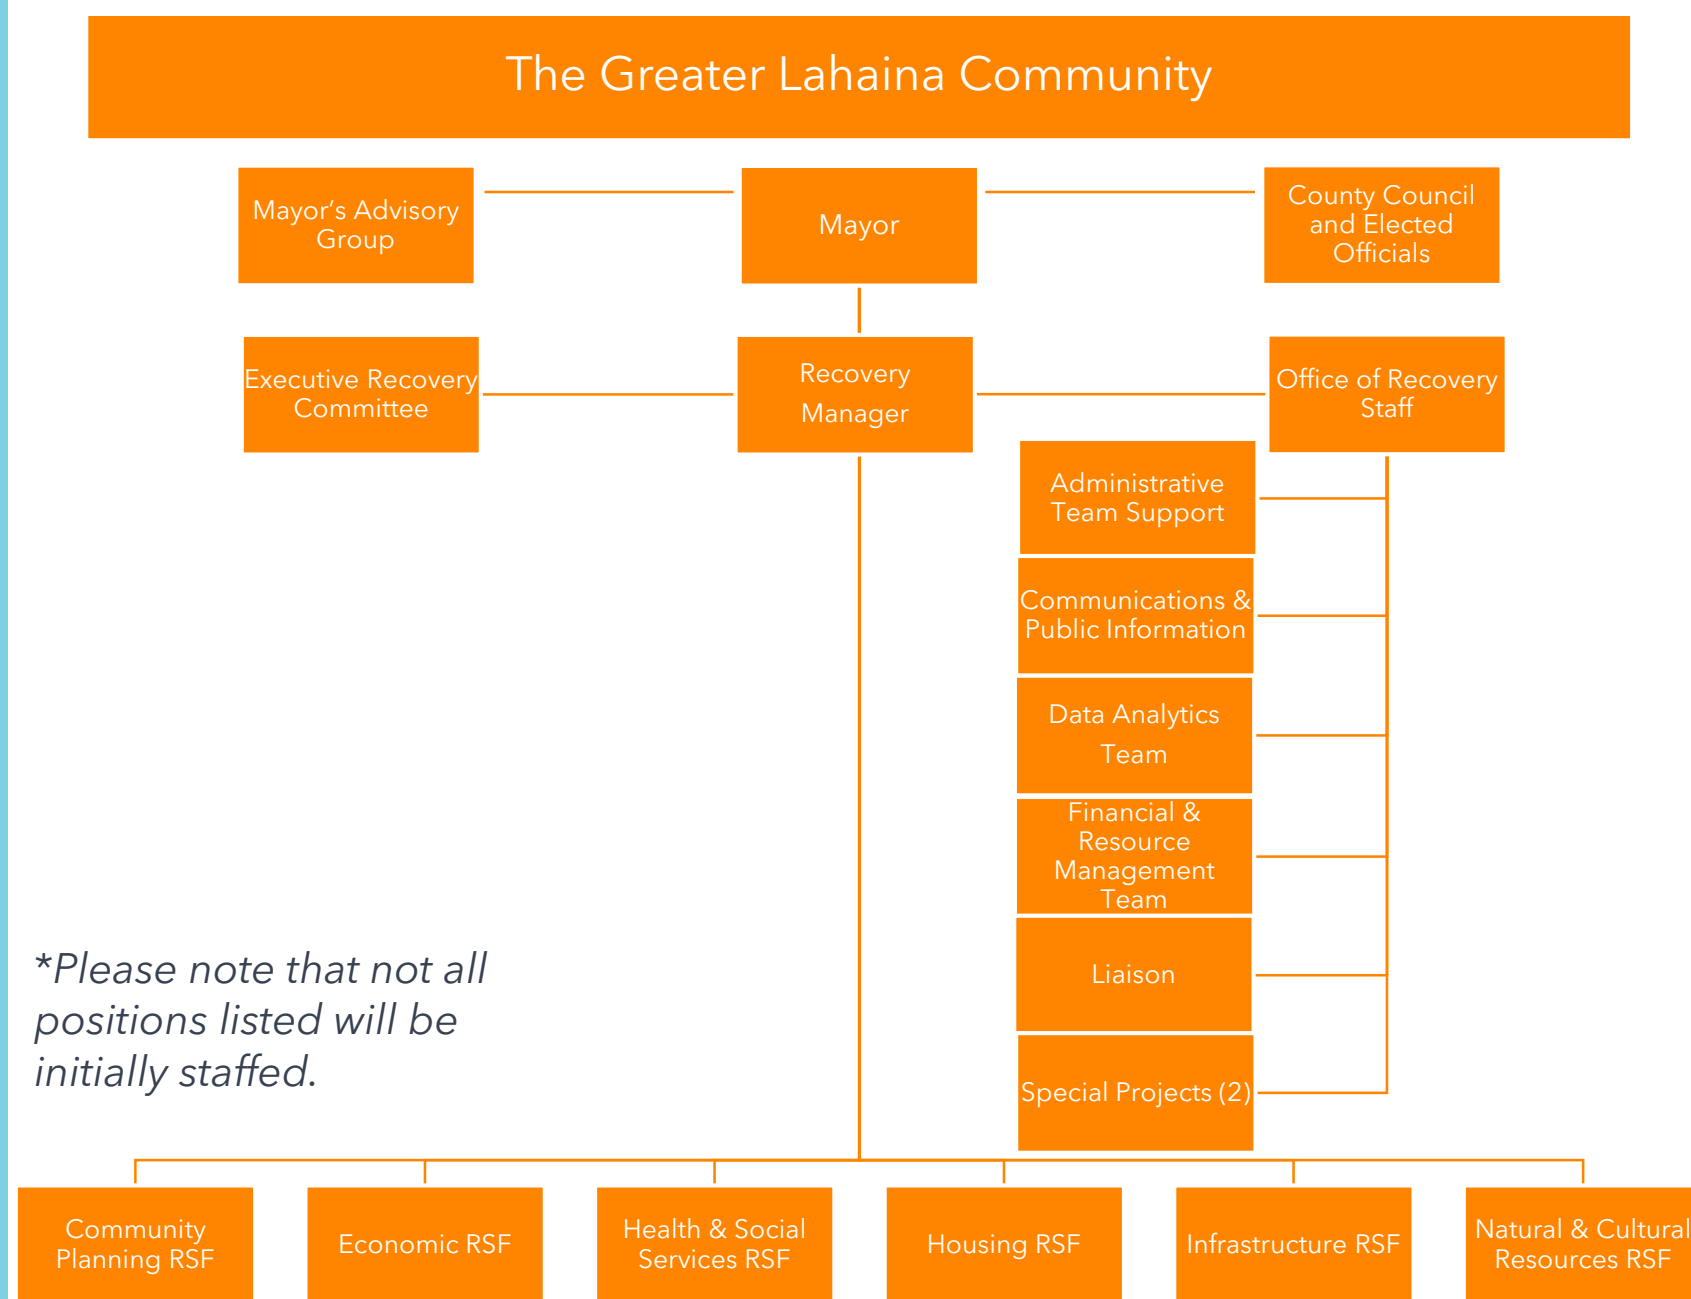 The Greater Lahaina Community
Mayor’s Advisory
Group
Mayor
County Council
and Elected
Officials
Executive Recovery
Committee
Recovery
Manager
Office of Recovery
Staff
Administrative
Team Support
Communications &
Public Information
Data Analytics
Team
Financial &
Resource
Management
Team
Liaison
Special Projects (2)
*Please note that not all
positions listed will be
initially staffed.
Community
Planning RSF
Economic RSF
Health & Social
Services RSF
Housing RSF
Infrastructure RSF
Natural & Cultural
Resources RSF